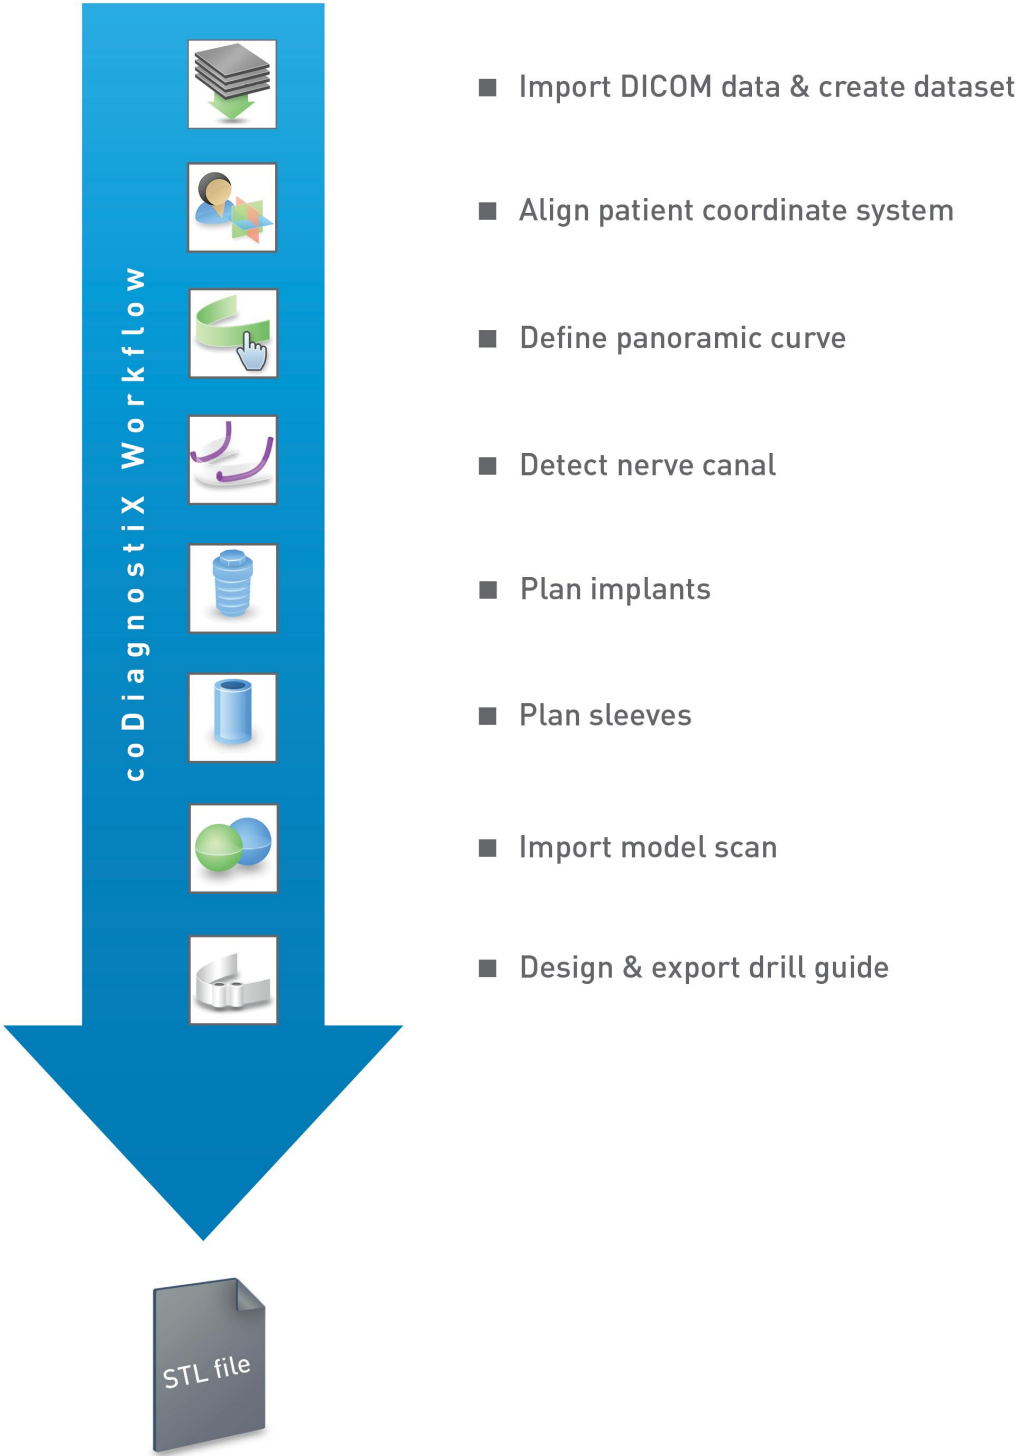 Import DICOM data & create dataset
Align patient coordinate system
Define panoramic curve
Detect nerve canal
Plan implants
Plan sleeves
Import model scan
Design & export drill guide
coDiagnostiX Workflow
STL file